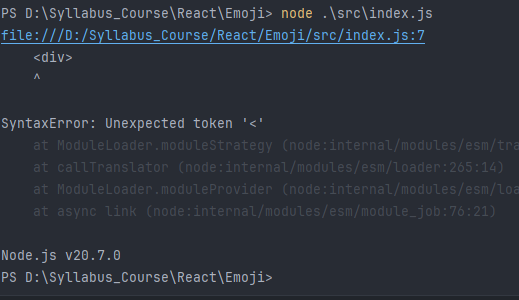 PS D:\Syllabus_Course\React\Emoji> node .\src\index.js
file:///D:/Syllabus_Course/React/Emoji/src/index.js:7
<div>
^
SyntaxError: Unexpected token '<'
at ModuleLoader.moduleStrategy (node:internal/modules/esm/tra
at callTranslator (node:internal/modules/esm/loader:265:14)
at ModuleLoader.moduleProvider (node:internal/modules/esm/loa
at async link (node:internal/modules/esm/module_job:76:21)
Node.js v20.7.0
PS D:\Syllabus_Course\React\Emoji>